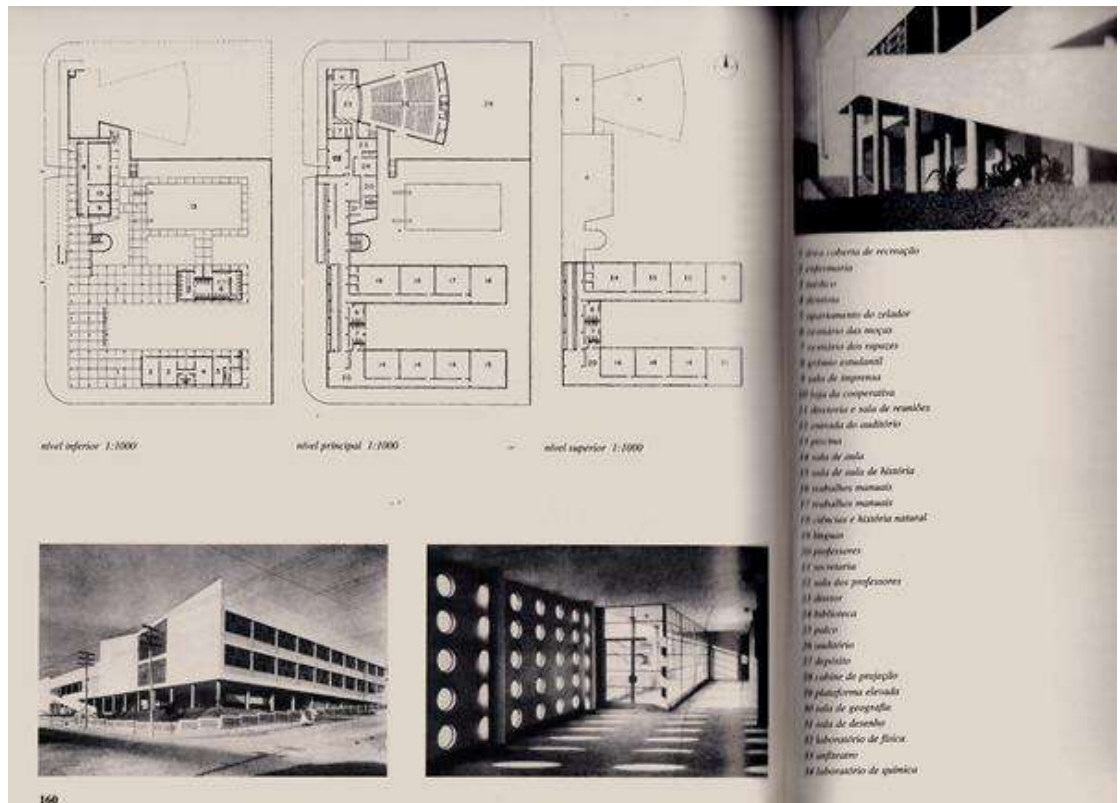 nível inferior 1:1000
nível principal 1:1000
nível superior 1:1000
160
1 área coberta de recreação
2 enfermaria
3 médico
4 dentista
5 apartamento do zelador
6 vestiário das moças
7 vestiário dos rapazes
8 grêmio estudantil
9 sala de imprensa
10 loja da cooperativa
11 diretoria e sala de reuniões
12 entrada do auditório
13 piscina
14 sala de aula
15 sala de aula de história
16 trabalhos manuais
17 trabalhos manuais
18 ciências e história natural
19 línguas
20 professores
21 secretaria
22 sala dos professores
23 diretor
24 biblioteca
25 palco
26 auditório
27 depósito
28 cabine de projeção
29 plataforma elevada
30 sala de geografia
31 sala de desenho
32 laboratório de física
33 anfiteatro
34 laboratório de química